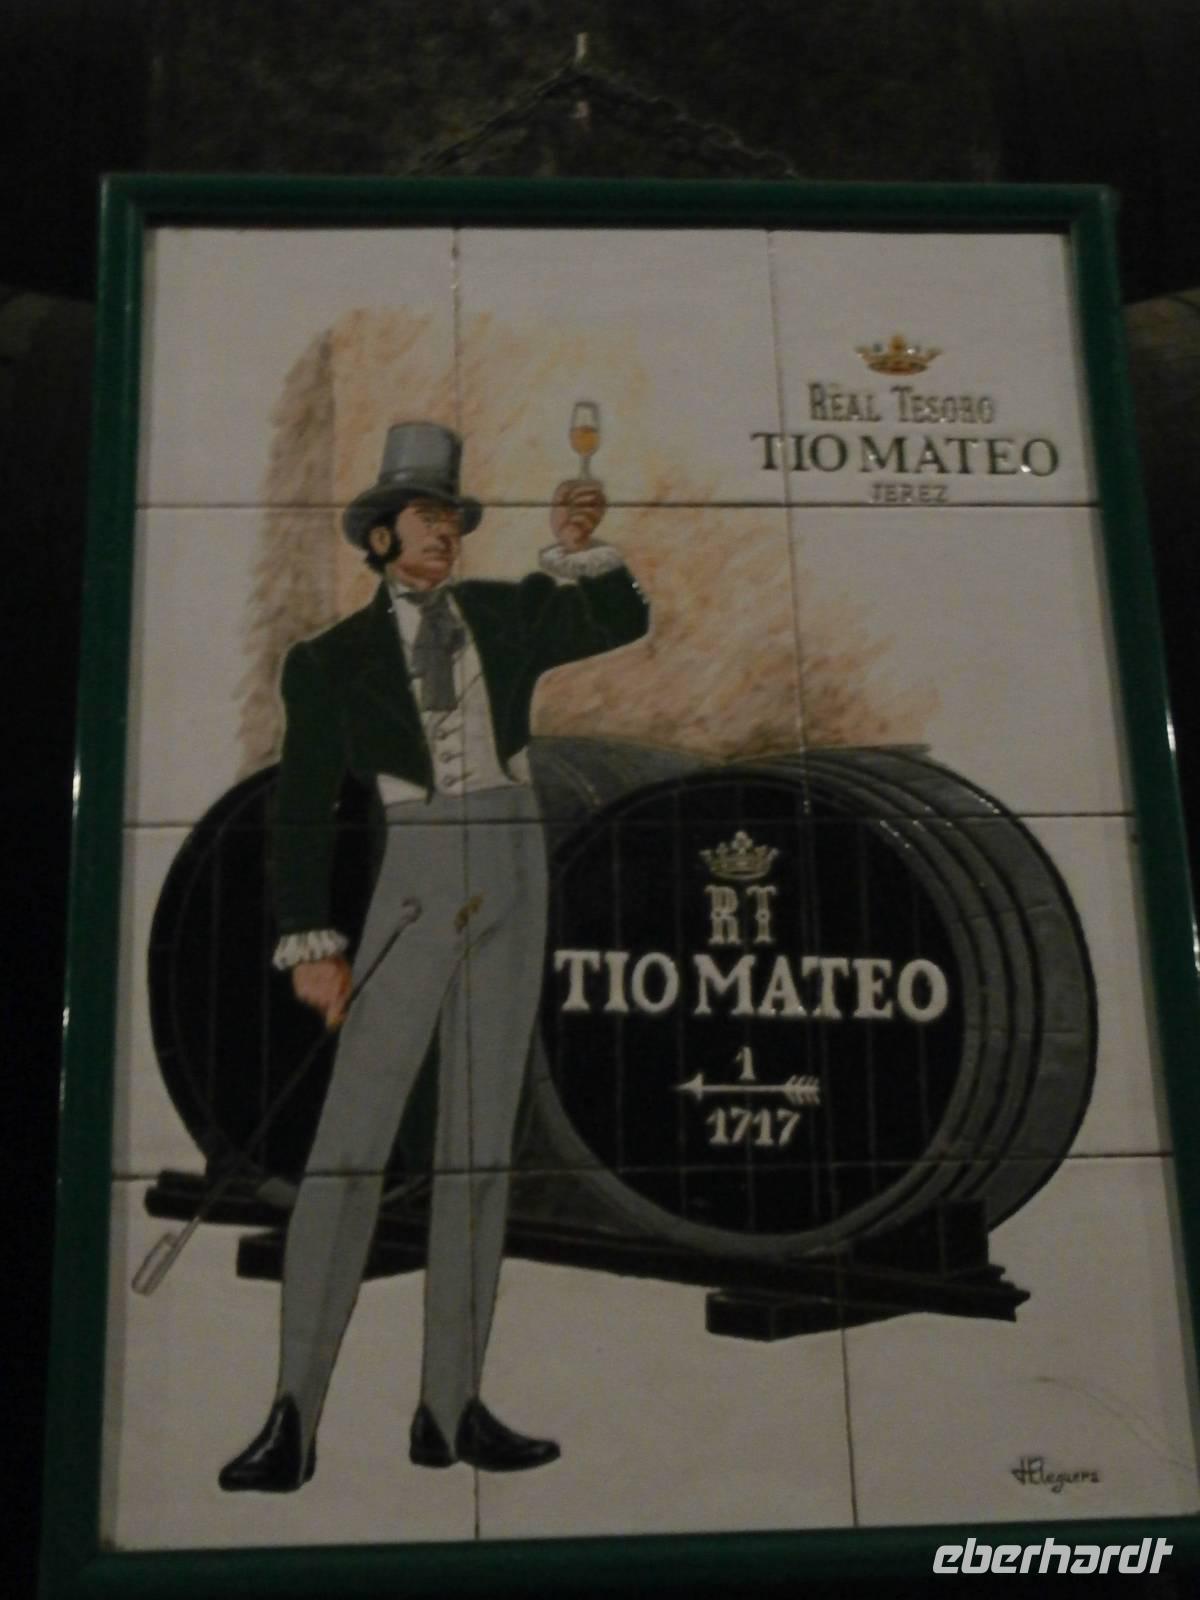 REAL TESORO
TIO MATEO
JEREZ
RT
TIO MATEO
1
1717
eberhardt